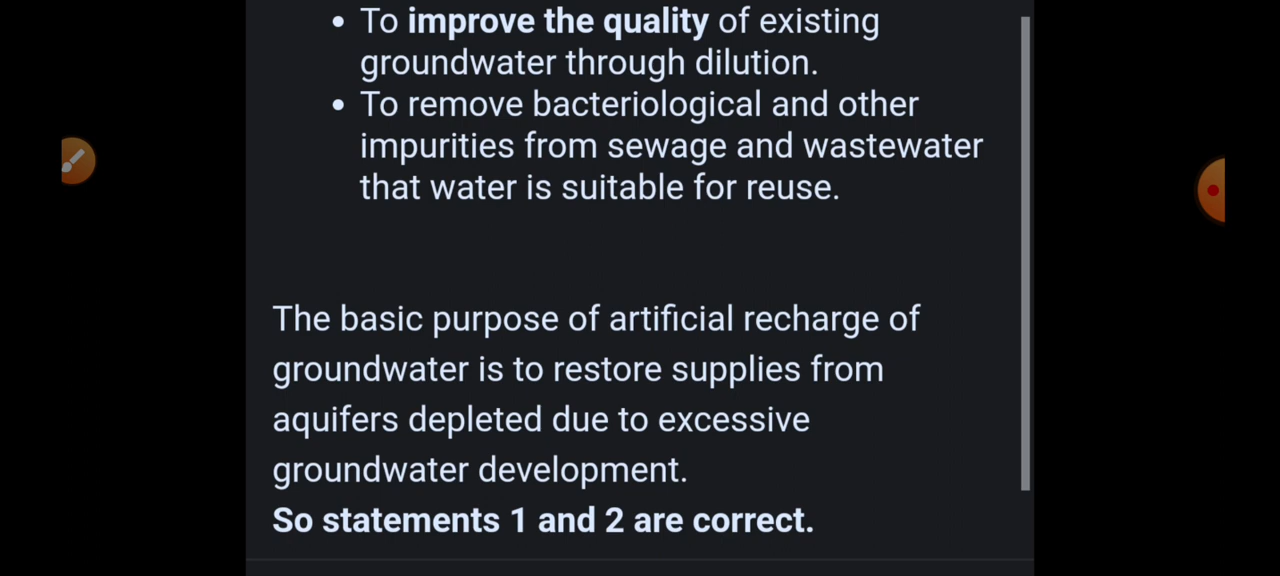 • To improve the quality of existing
groundwater through dilution.
• To remove bacteriological and other
impurities from sewage and wastewater
that water is suitable for reuse.
The basic purpose of artificial recharge of
groundwater is to restore supplies from
aquifers depleted due to excessive
groundwater development.
So statements 1 and 2 are correct.